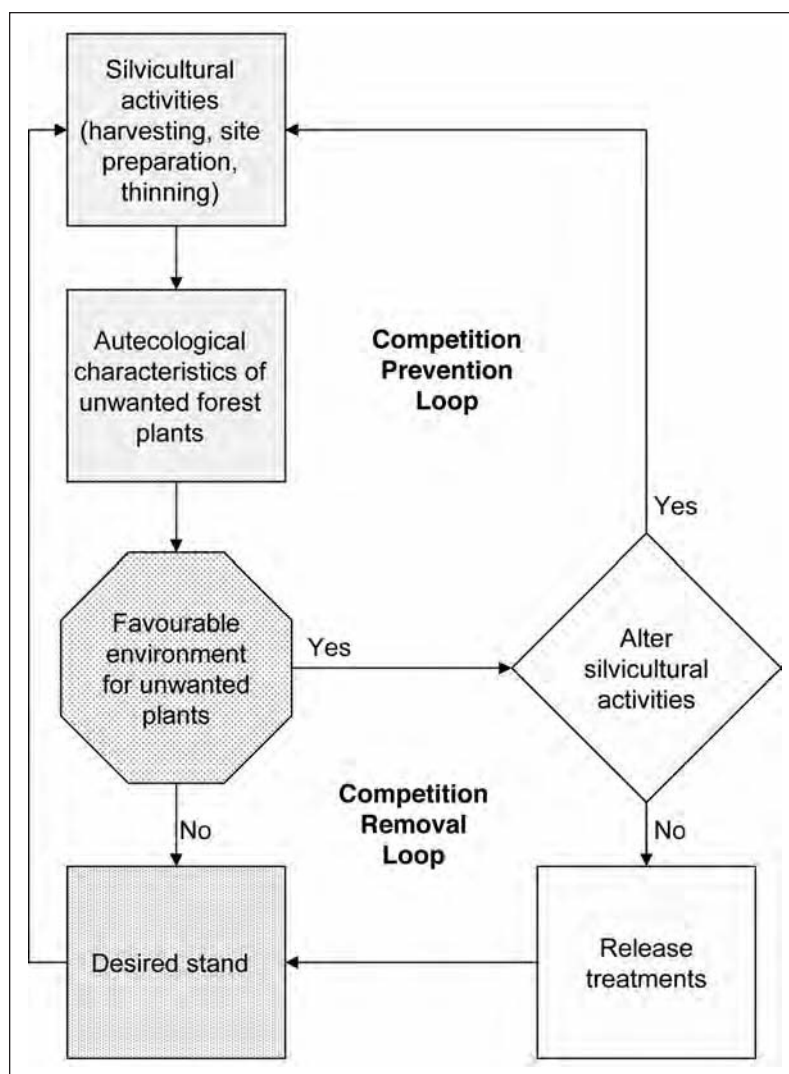 Silvicultural
activities
(harvesting, site
preparation,
thinning)
Autecological
characteristics of
unwanted forest
plants
Competition
Prevention
Loop
Yes
Favourable
environment
for unwanted
plants
Yes
Alter
silvicultural
activities
No
Competition
Removal
Loop
No
Desired stand
Release
treatments